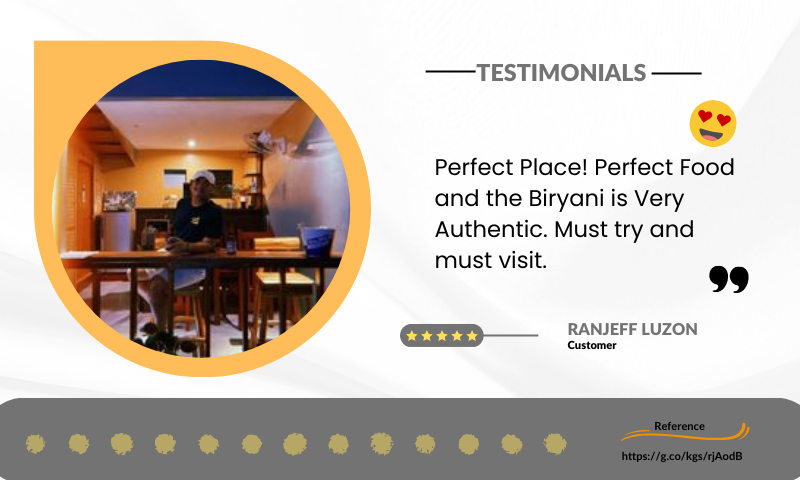 TESTIMONIALS
Perfect Place! Perfect Food
and the Biryani is Very
Authentic. Must try and
must visit.
RANJEFF LUZON
Customer
Reference
https://g.co/kgs/rjAodB